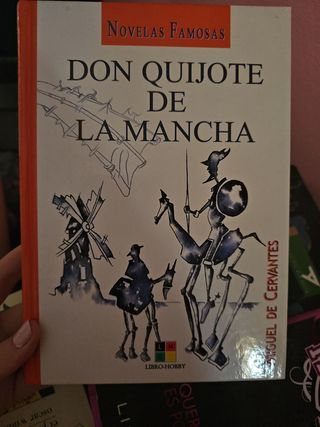 NOVELAS FAMOSAS
DON QUIJOTE
DE
LA MANCHA
MIGUEL DE CERVANTES
L H
LIBRO-HOBBY